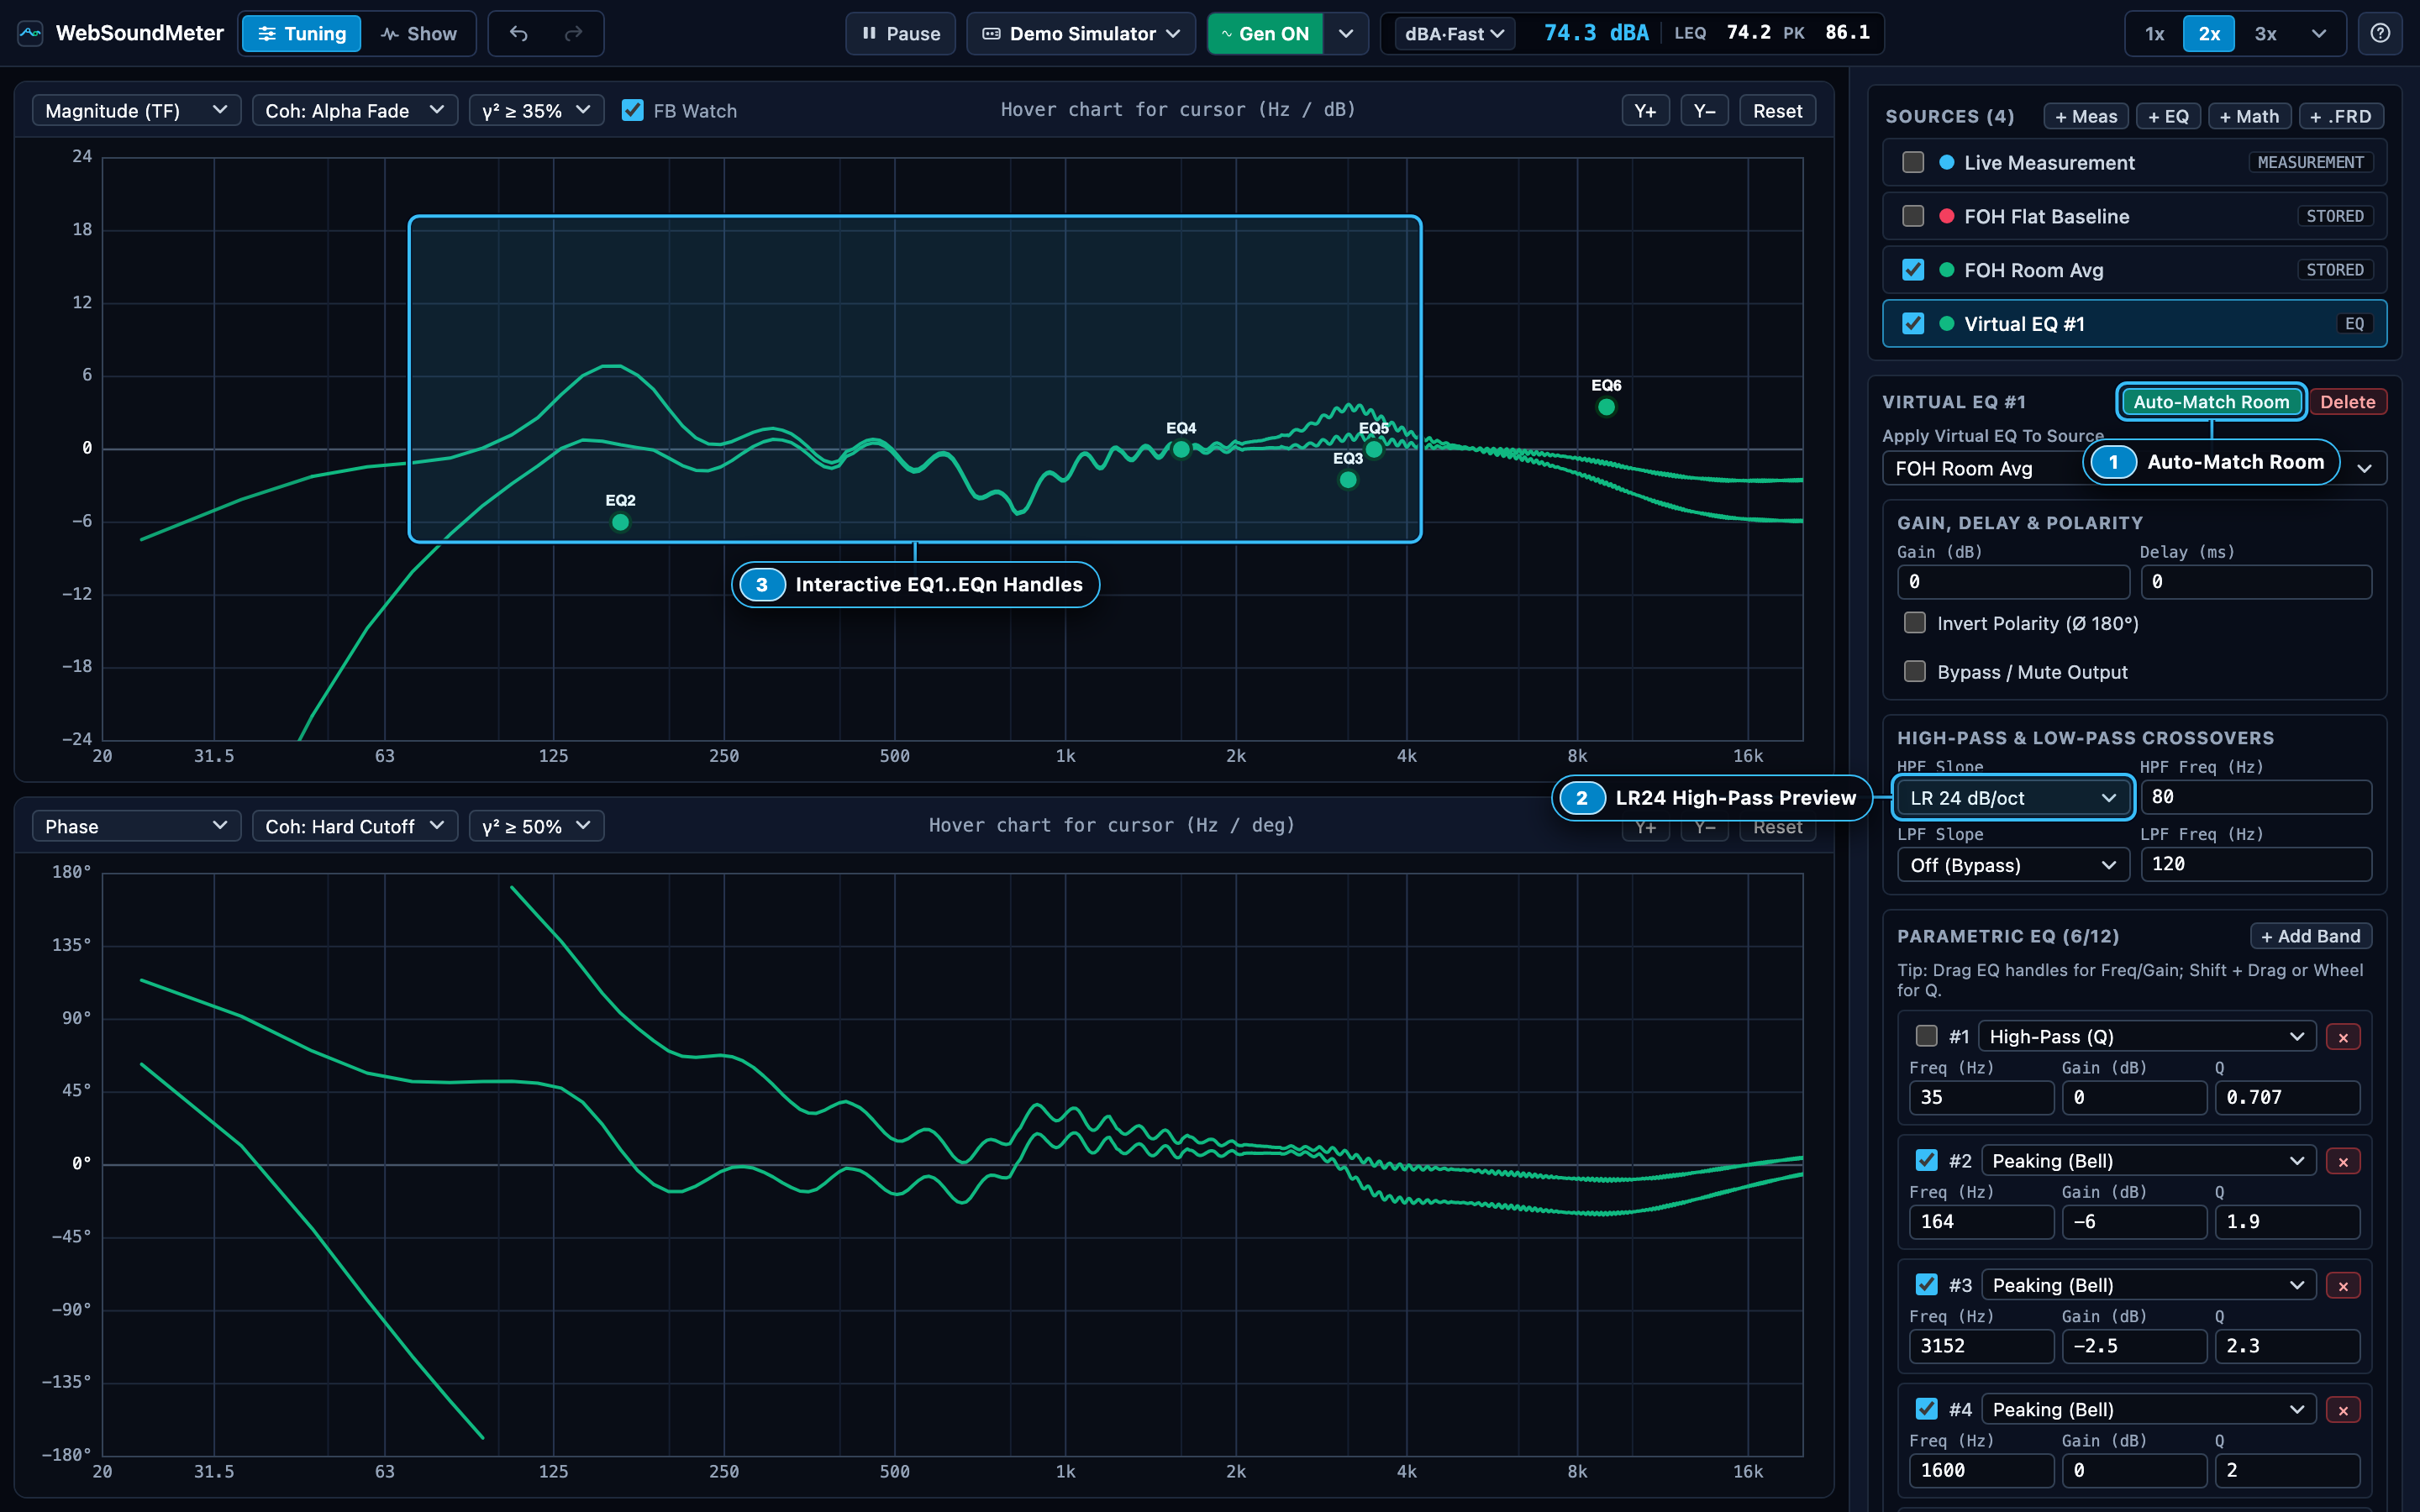 WebSoundMeter Tuning Show Pause Demo Simulator ~ Gen ON dBA·Fast 74.3 dBA LEQ 74.2 PK 86.1 1x 2x 3x
Magnitude (TF) Coh: Alpha Fade γ² ≥ 35% FB Watch Hover chart for cursor (Hz / dB) Y+ Y− Reset
24
18
12
6
0
−6
−12
−18
−24
EQ2
EQ4
EQ5
EQ3
EQ6
3 Interactive EQ1..EQn Handles
20 31.5 63 125 250 500 1k 2k 4k 8k 16k
Phase Coh: Hard Cutoff γ² ≥ 50% Hover chart for cursor (Hz / deg) Y+ Y− Reset
180°
135°
90°
45°
0°
−45°
−90°
−135°
−180°
20 31.5 63 125 250 500 1k 2k 4k 8k 16k
SOURCES (4) + Meas + EQ + Math + .FRD
Live Measurement MEASUREMENT
FOH Flat Baseline STORED
FOH Room Avg STORED
Virtual EQ #1 EQ
VIRTUAL EQ #1 Auto-Match Room Delete
Apply Virtual EQ To Source
FOH Room Avg
1 Auto-Match Room
GAIN, DELAY & POLARITY
Gain (dB) Delay (ms)
0 0
Invert Polarity (Ø 180°)
Bypass / Mute Output
HIGH-PASS & LOW-PASS CROSSOVERS
HPF Slope HPF Freq (Hz)
2 LR24 High-Pass Preview
LR 24 dB/oct 80
LPF Slope LPF Freq (Hz)
Off (Bypass) 120
PARAMETRIC EQ (6/12) + Add Band
Tip: Drag EQ handles for Freq/Gain; Shift + Drag or Wheel
for Q.
#1 High-Pass (Q) ×
Freq (Hz) Gain (dB) Q
35 0 0.707
#2 Peaking (Bell) ×
Freq (Hz) Gain (dB) Q
164 −6 1.9
#3 Peaking (Bell) ×
Freq (Hz) Gain (dB) Q
3152 −2.5 2.3
#4 Peaking (Bell) ×
Freq (Hz) Gain (dB) Q
1600 0 2